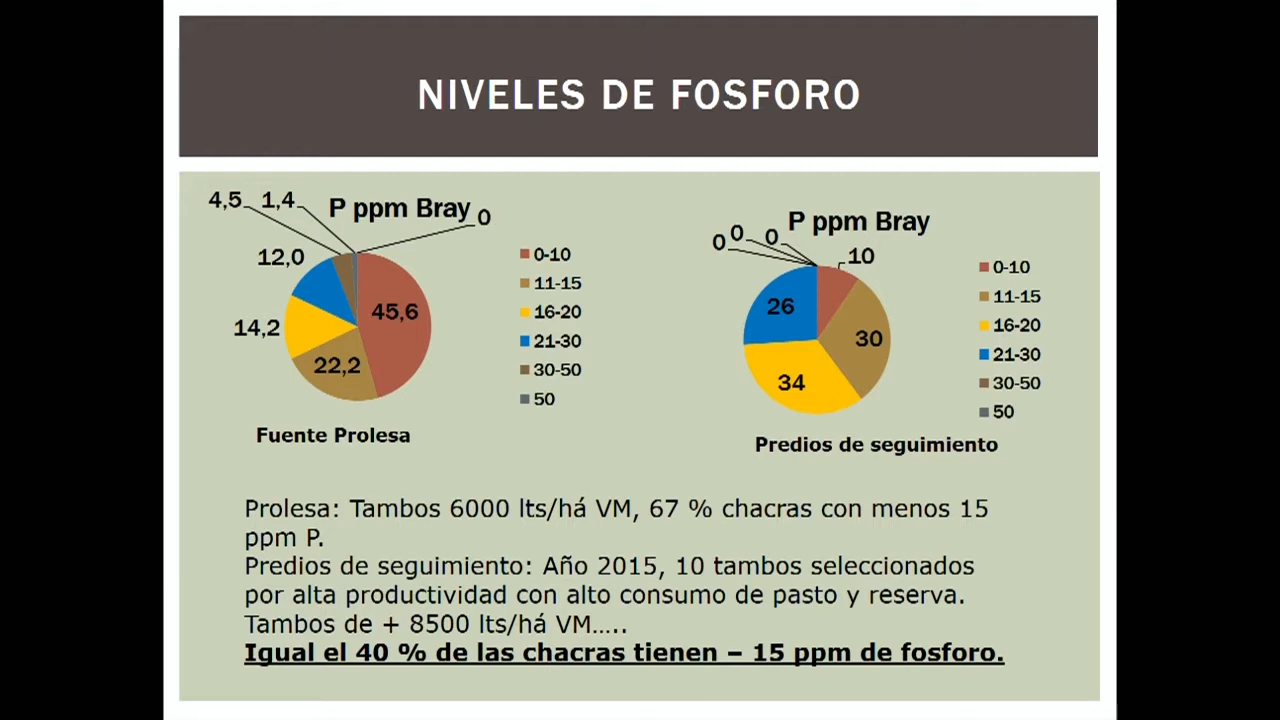 NIVELES DE FOSFORO
P ppm Bray
4,5
1,4
0
12,0
14,2
22,2
45,6
0-10
11-15
16-20
21-30
30-50
50
Fuente Prolesa
P ppm Bray
0
0
0
10
26
30
34
0-10
11-15
16-20
21-30
30-50
50
Predios de seguimiento
Prolesa: Tambos 6000 lts/há VM, 67 % chacras con menos 15
ppm P.
Predios de seguimiento: Año 2015, 10 tambos seleccionados
por alta productividad con alto consumo de pasto y reserva.
Tambos de + 8500 lts/há VM.....
Igual el 40 % de las chacras tienen – 15 ppm de fosforo.